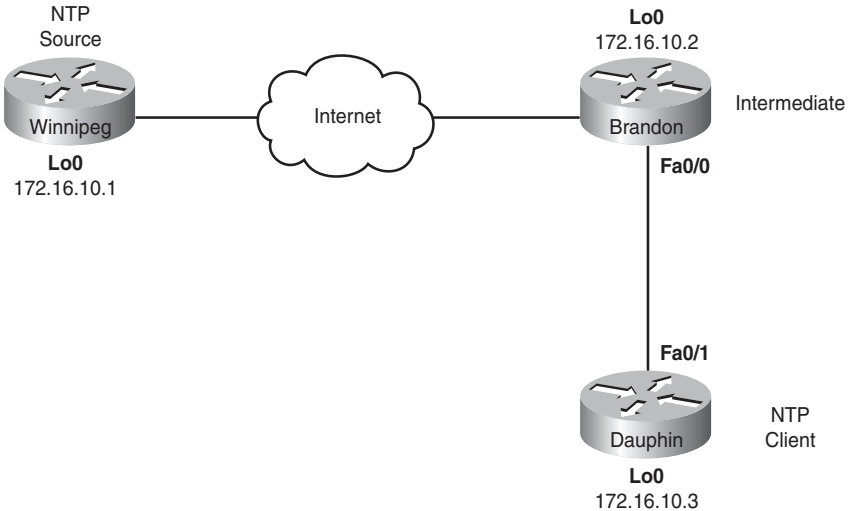 NTP
Source
Winnipeg
Lo0
172.16.10.1
Internet
Lo0
172.16.10.2
Brandon
Intermediate
Fa0/0
Fa0/1
Dauphin
NTP
Client
Lo0
172.16.10.3